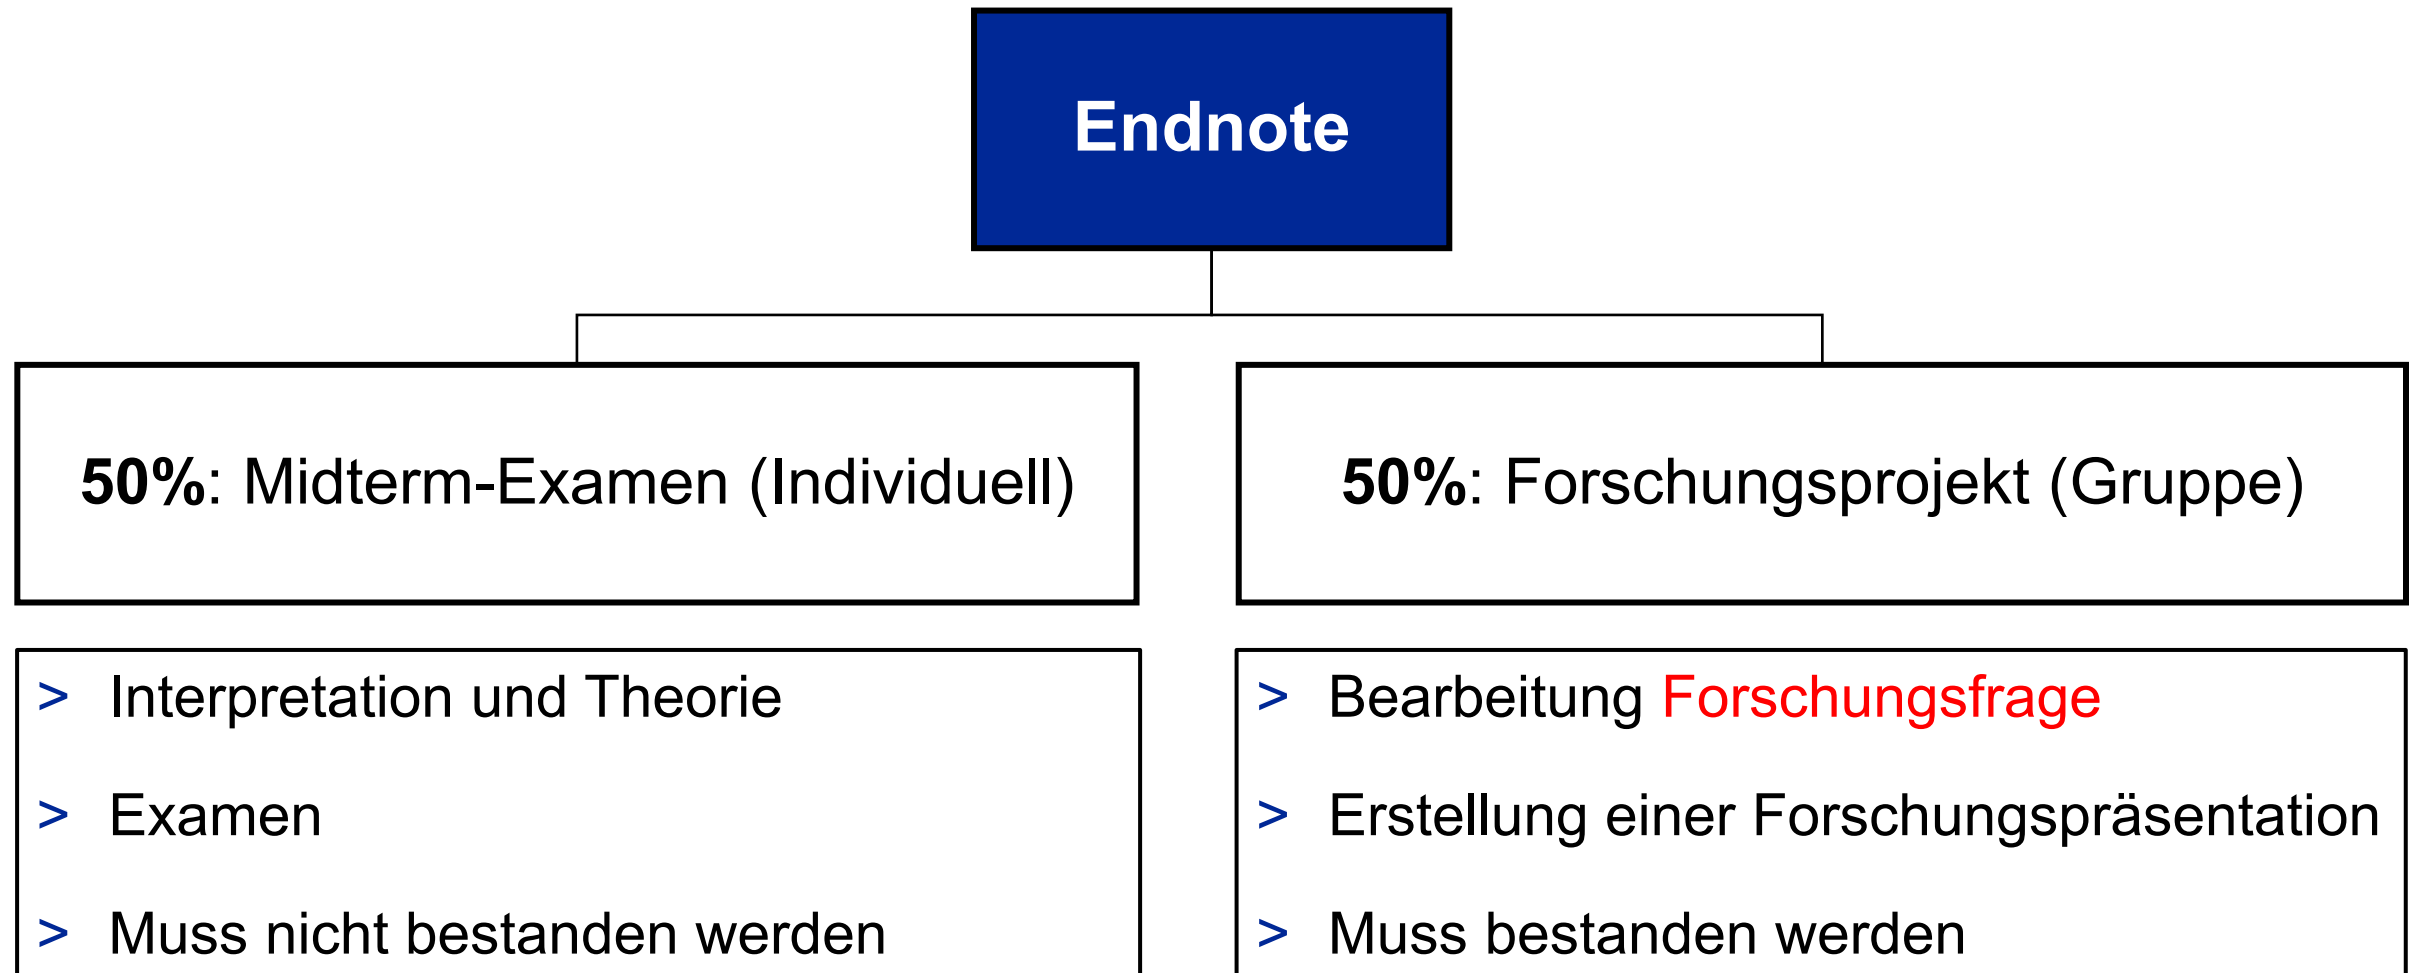 Endnote
50%: Midterm-Examen (Individuell)
50%: Forschungsprojekt (Gruppe)
> Interpretation und Theorie
> Examen
> Muss nicht bestanden werden
> Bearbeitung Forschungsfrage
> Erstellung einer Forschungspräsentation
> Muss bestanden werden